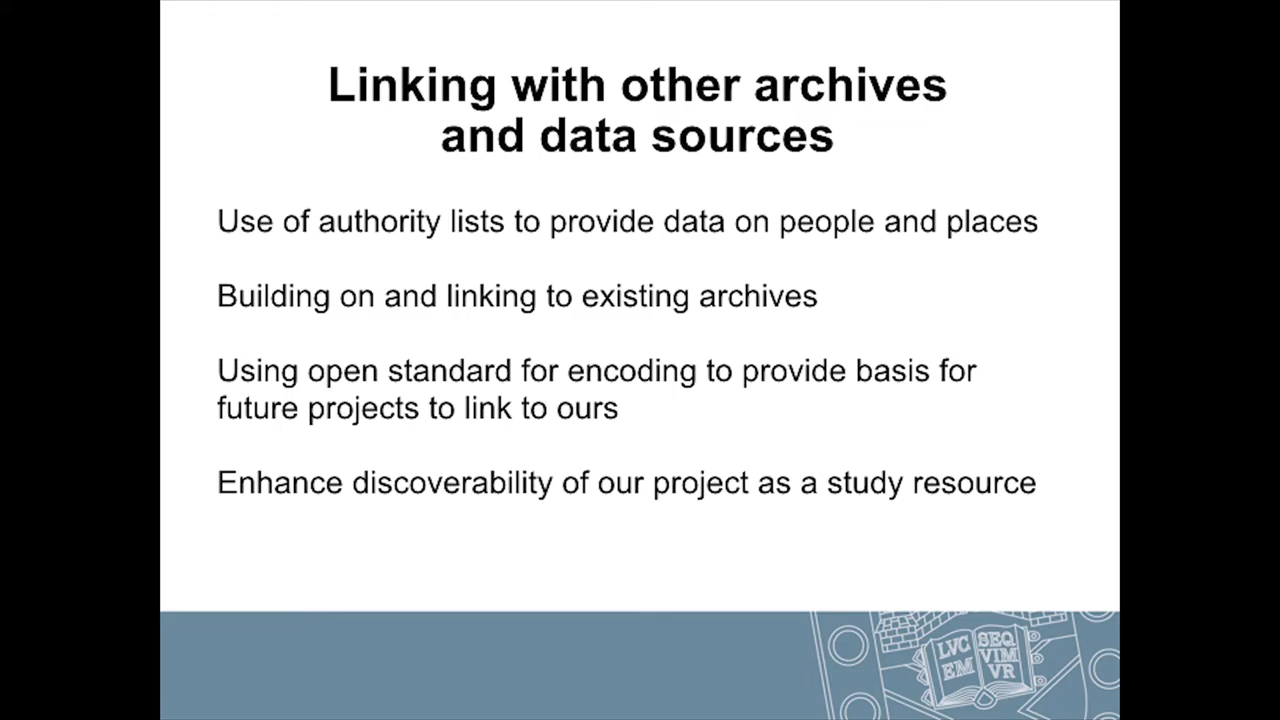 Linking with other archives
and data sources
Use of authority lists to provide data on people and places
Building on and linking to existing archives
Using open standard for encoding to provide basis for
future projects to link to ours
Enhance discoverability of our project as a study resource
LVC
EM
SEQ
VIM
VR